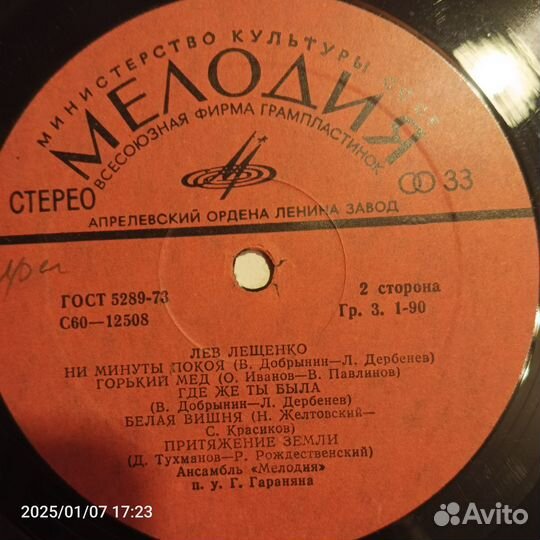 МИНИСТЕРСТВО КУЛЬТУРЫ СССР
МЕЛОДИЯ
ВСЕСОЮЗНАЯ ФИРМА ГРАМПЛАСТИНОК
СТЕРЕО
33
АПРЕЛЕВСКИЙ ОРДЕНА ЛЕНИНА ЗАВОД
ГОСТ 5289-73
2 сторона
С60—12508
Гр. 3. 1-90
ЛЕВ ЛЕЩЕНКО
НИ МИНУТЫ ПОКОЯ (В. Добрынин—Л. Дербенев)
ГОРЬКИЙ МЕД (О. Иванов—В. Павлинов)
ГДЕ ЖЕ ТЫ БЫЛА
(В. Добрынин—Л. Дербенев)
БЕЛАЯ ВИШНЯ (Н. Желтовский—
С. Красиков)
ПРИТЯЖЕНИЕ ЗЕМЛИ
(Д. Тухманов—Р. Рождественский)
Ансамбль «Мелодия»
п. у. Г. Гараняна
2025/01/07 17:23
Avito